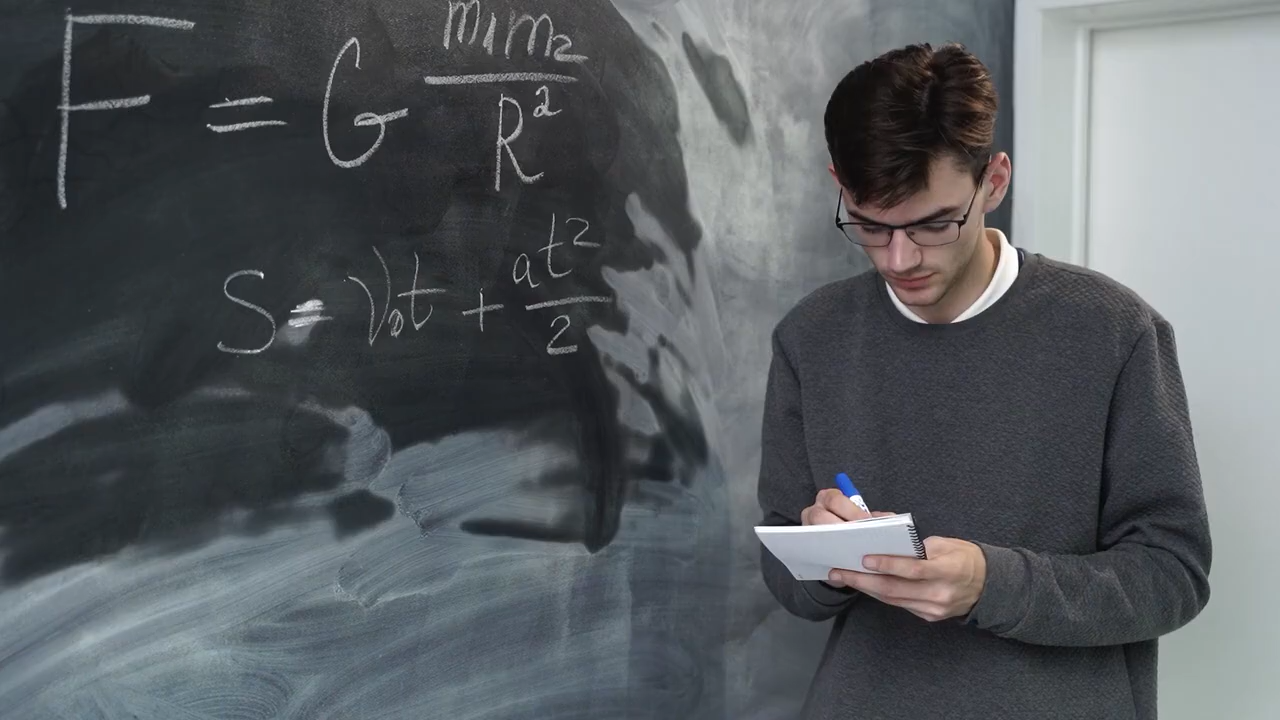 F = G m₁m₂/R²
S = V₀t + at²/2